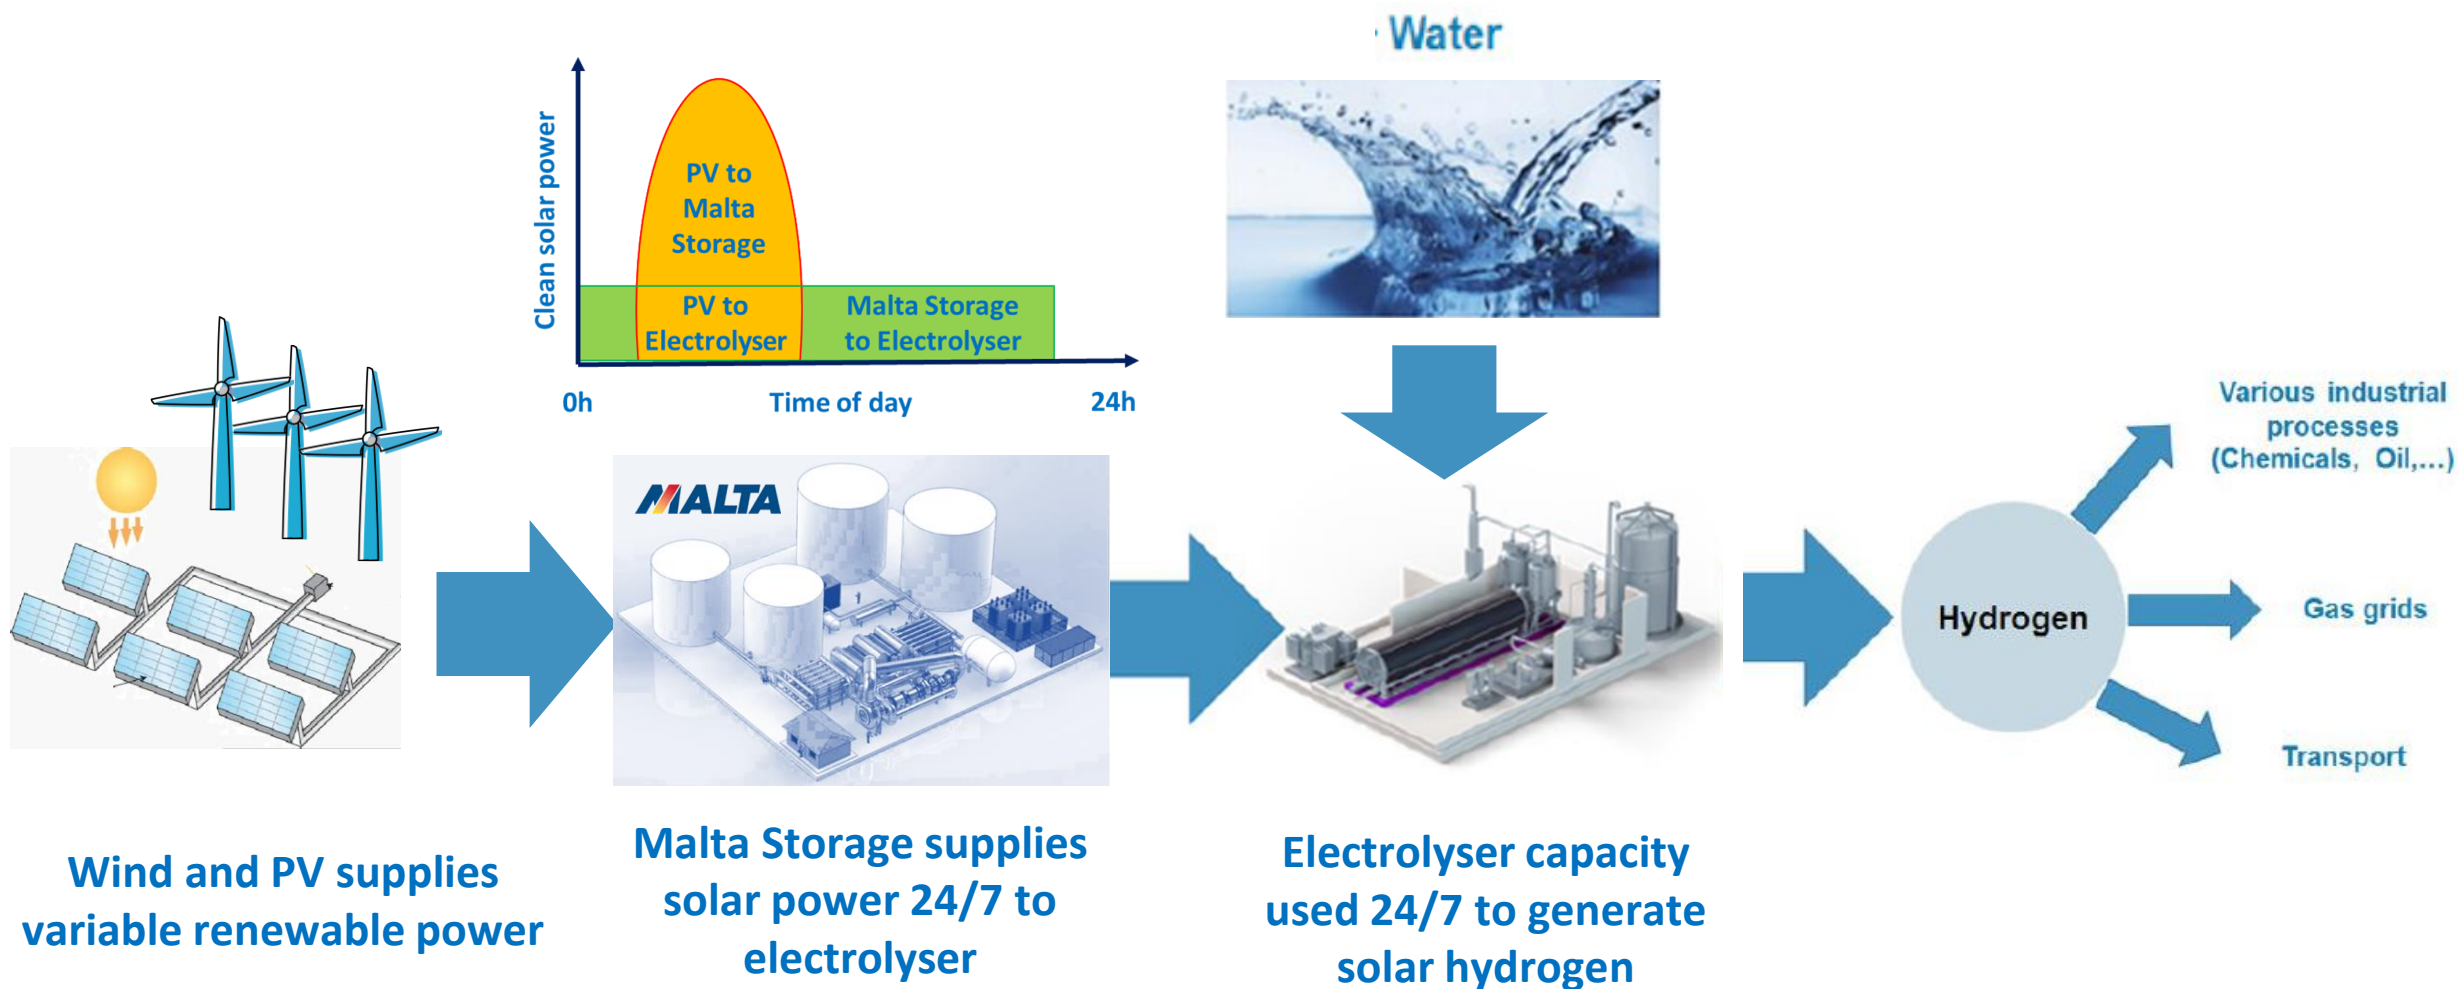 Water
Clean solar power
PV to
Malta
Storage
PV to
Electrolyser
Malta Storage
to Electrolyser
0h
Time of day
24h
MALTA
Various industrial
processes
(Chemicals, Oil,...)
Hydrogen
Gas grids
Transport
Wind and PV supplies
variable renewable power
Malta Storage supplies
solar power 24/7 to
electrolyser
Electrolyser capacity
used 24/7 to generate
solar hydrogen